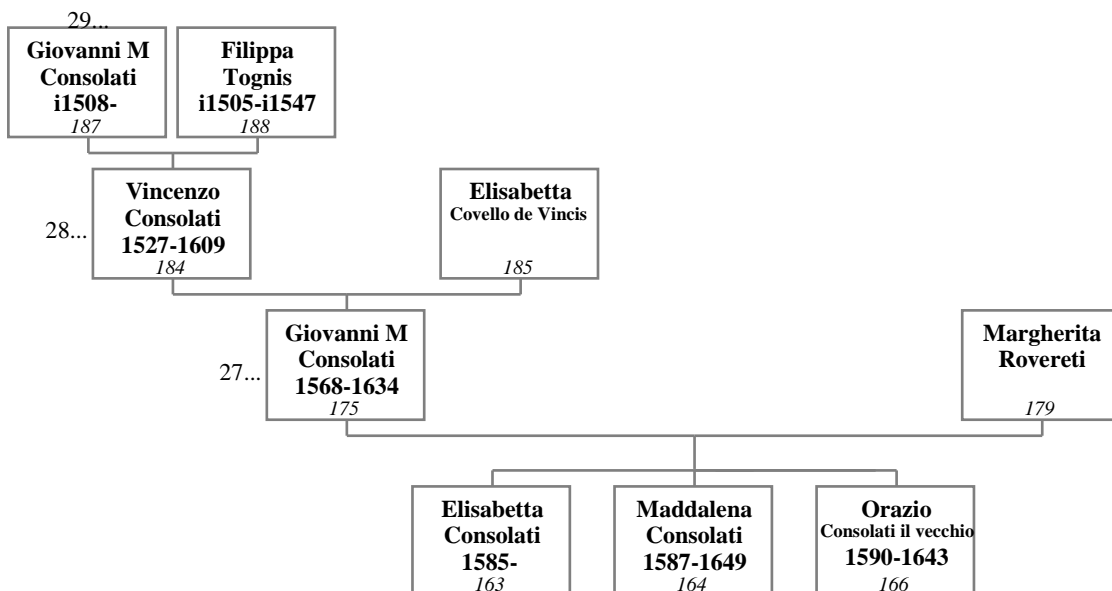 29...
Giovanni M
Consolati
i1508-
187
Filippa
Tognis
i1505-i1547
188
28...
Vincenzo
Consolati
1527-1609
184
Elisabetta
Covello de Vincis
185
27...
Giovanni M
Consolati
1568-1634
175
Margherita
Rovereti
179
Elisabetta
Consolati
1585-
163
Maddalena
Consolati
1587-1649
164
Orazio
Consolati il vecchio
1590-1643
166